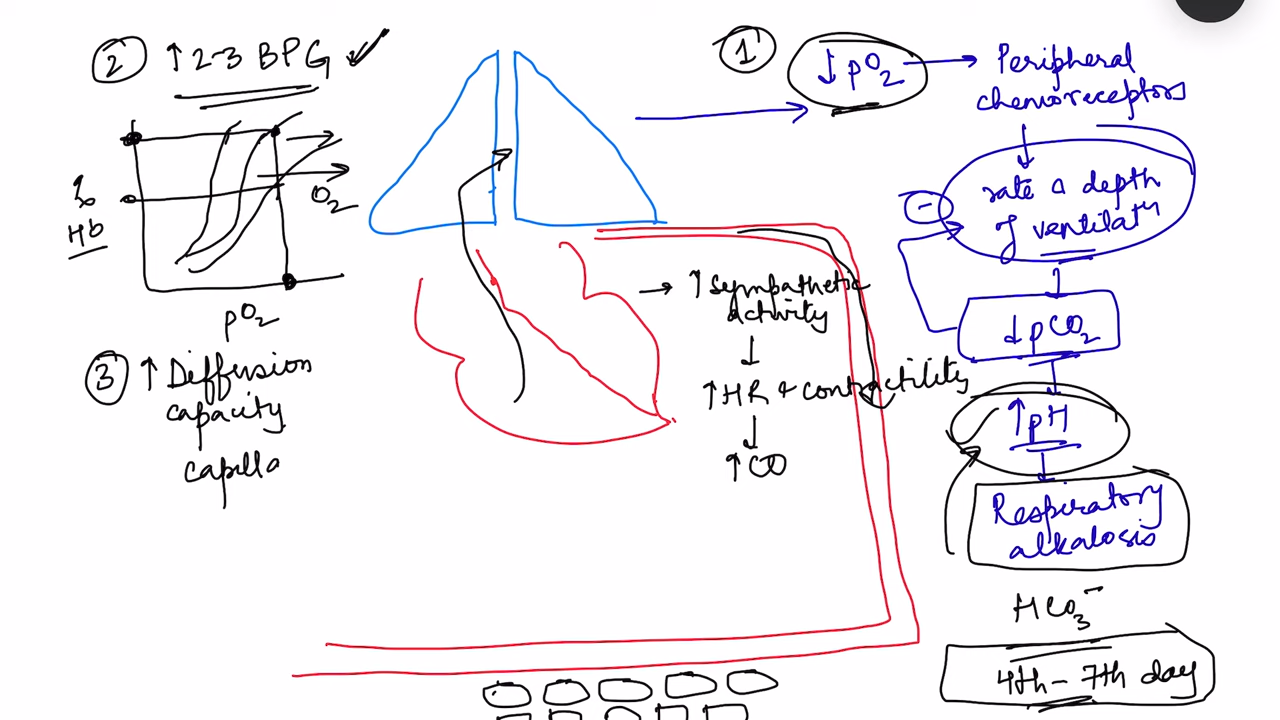 ② ↑ 2-3 BPG ✓
% Hb
O₂
pO₂
③ ↑ Diffusion
capacity
capilla
① ↓ pO₂ → Peripheral
chemoreceptors
↓
rate & depth
of ventilatn
−
↓
↓ pCO₂
↑ pH
Respiratory
alkalosis
HCO₃⁻
4th – 7th day
→ ↑ sympathetic
activity
↓
↑ HR + contractility
↓
↑ CO